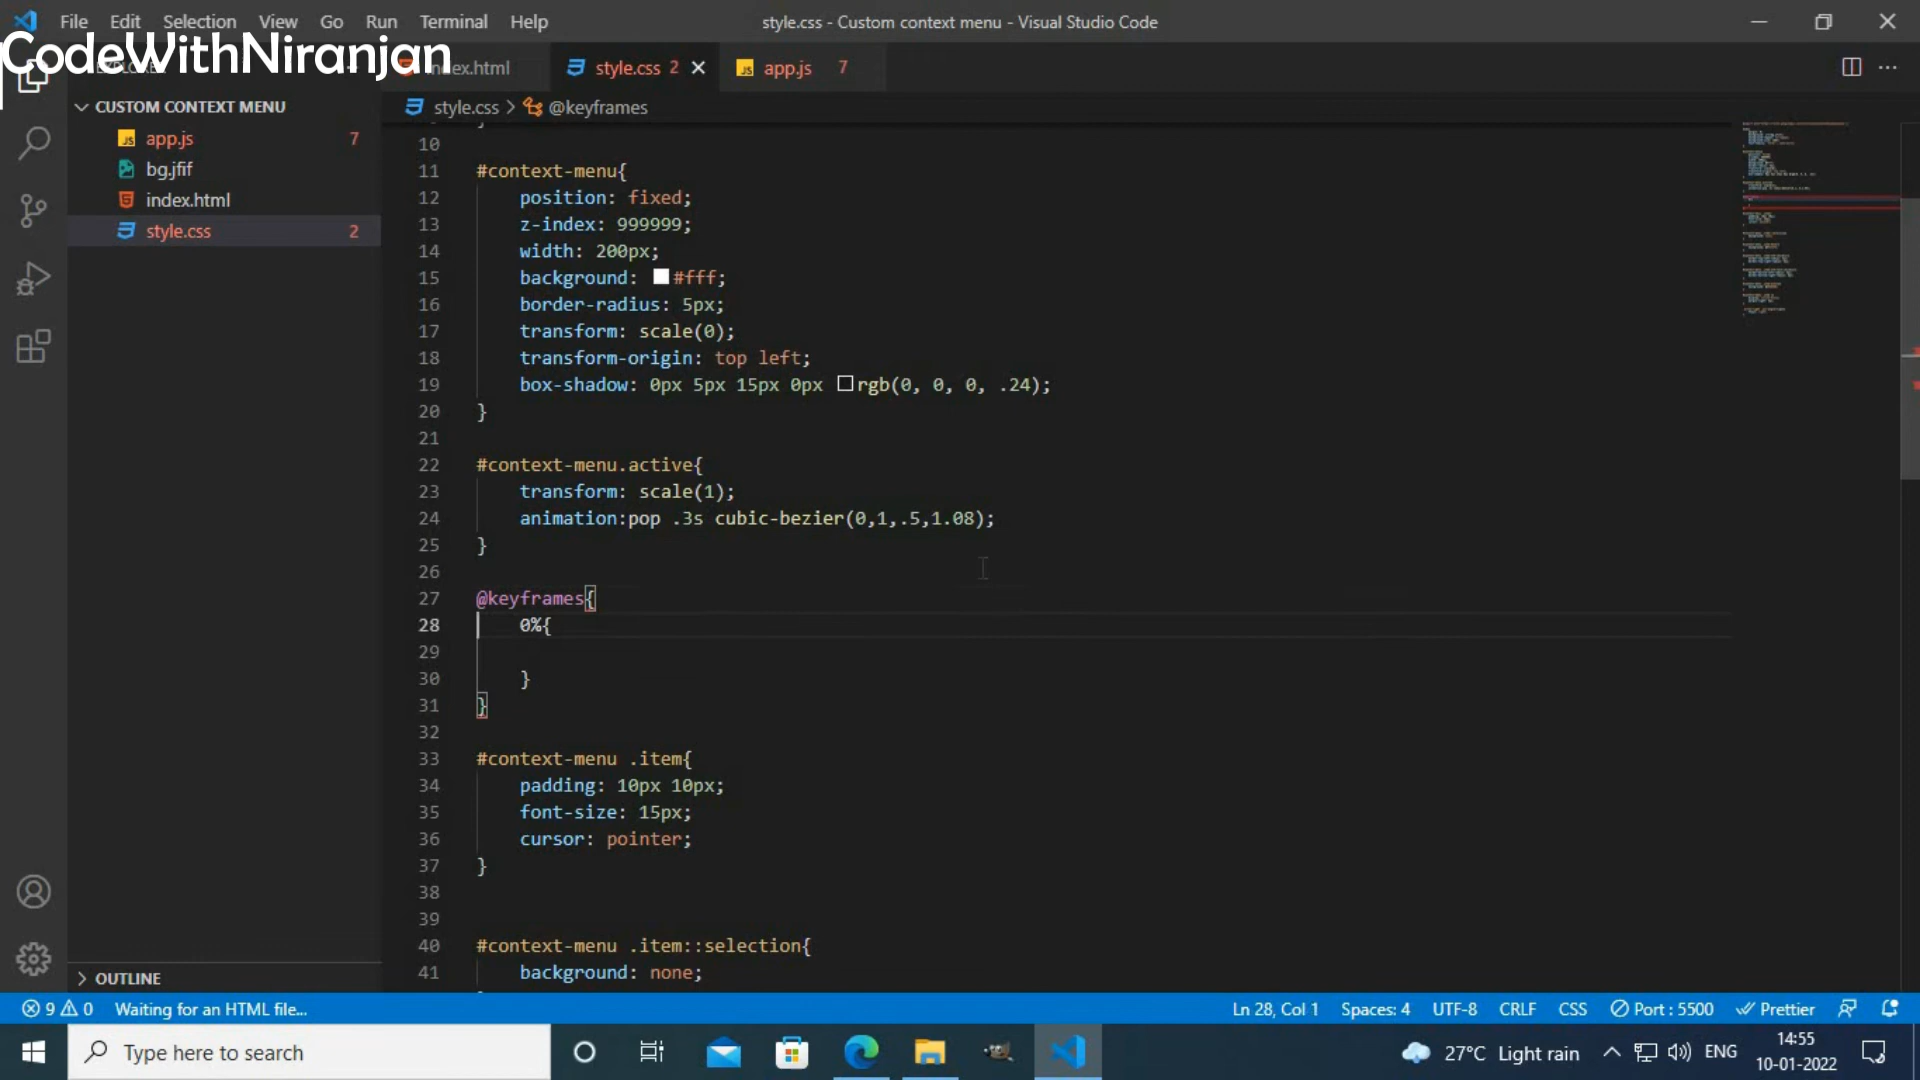 File Edit Selection View Go Run Terminal Help
style.css - Custom context menu - Visual Studio Code
CodeWithNiranjan
index.html
style.css 2
app.js 7
CUSTOM CONTEXT MENU
app.js 7
bg.jfif
index.html
style.css 2
OUTLINE
style.css > @keyframes
10
11 #context-menu{
12 position: fixed;
13 z-index: 999999;
14 width: 200px;
15 background: #fff;
16 border-radius: 5px;
17 transform: scale(0);
18 transform-origin: top left;
19 box-shadow: 0px 5px 15px 0px rgb(0, 0, 0, .24);
20 }
21
22 #context-menu.active{
23 transform: scale(1);
24 animation:pop .3s cubic-bezier(0,1,.5,1.08);
25 }
26
27 @keyframes{
28 0%{
29
30 }
31 }
32
33 #context-menu .item{
34 padding: 10px 10px;
35 font-size: 15px;
36 cursor: pointer;
37 }
38
39
40 #context-menu .item::selection{
41 background: none;
9 0 Waiting for an HTML file...
Ln 28, Col 1 Spaces: 4 UTF-8 CRLF CSS Port : 5500 Prettier
Type here to search
27°C Light rain
ENG
14:55
10-01-2022